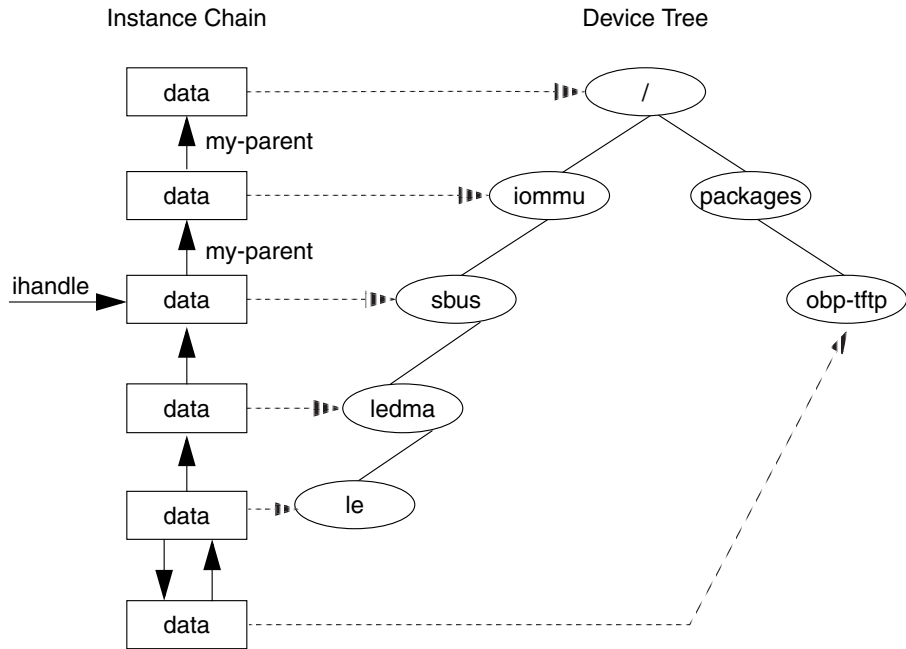 Instance Chain
Device Tree
data
/
my-parent
data
iommu
packages
my-parent
ihandle
data
sbus
obp-tftp
data
ledma
data
le
data